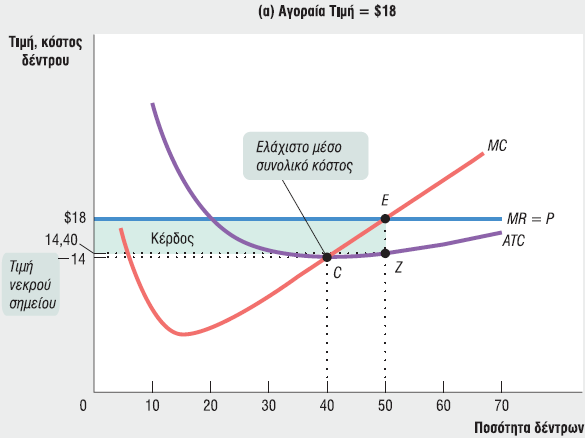 (α) Αγοραία Τιμή = $18
Τιμή, κόστος
δέντρου
Ελάχιστο μέσο
συνολικό κόστος
MC
E
$18
MR = P
14,40
Κέρδος
ATC
14
Τιμή
νεκρού
σημείου
C
Z
0 10 20 30 40 50 60 70
Ποσότητα δέντρων